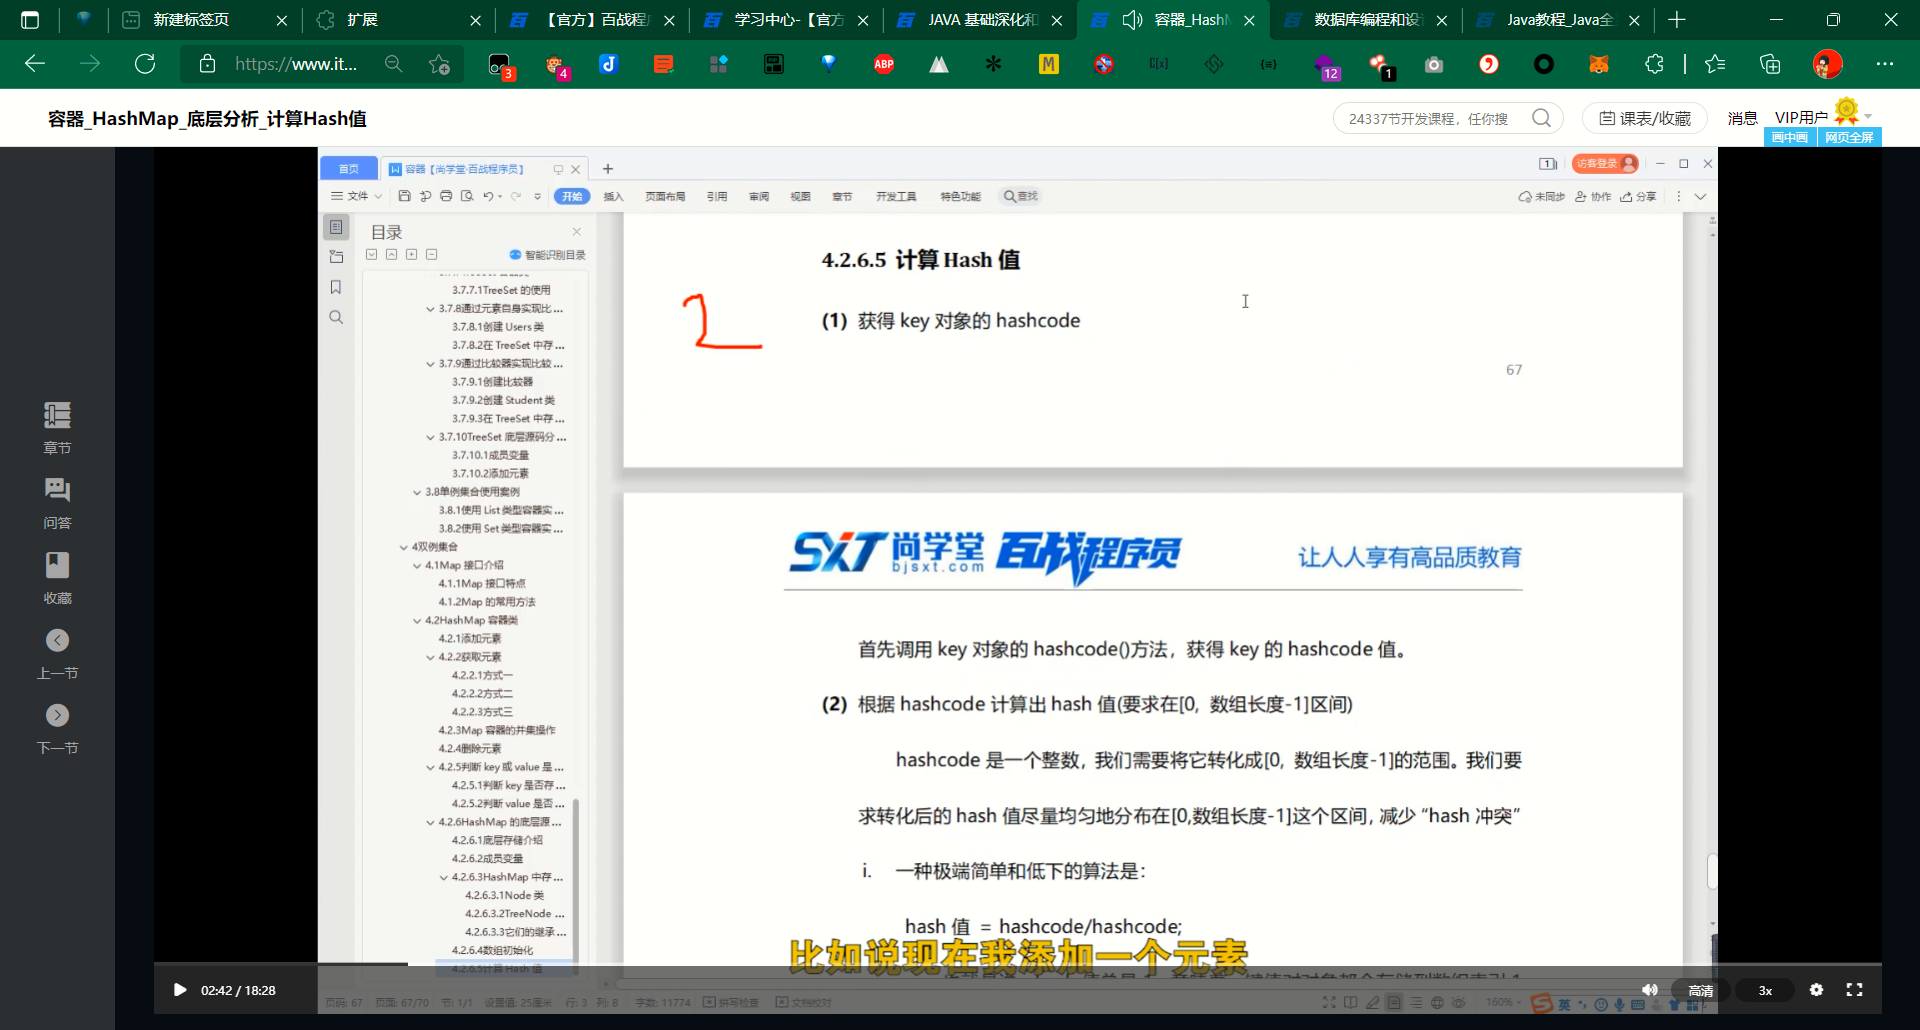 新建标签页
扩展
【官方】百战程
学习中心-【官方
JAVA 基础深化和
容器_Hash
数据库编程和设
Java教程_Java全
https://www.it...
3
4
ABP
M
12
1
容器_HashMap_底层分析_计算Hash值
24337节开发课程，任你搜
课表/收藏
消息
VIP用户
画中画
网页全屏
章节
问答
收藏
上一节
下一节
首页
容器【尚学堂·百战程序员】
访客登录
文件
开始
插入
页面布局
引用
审阅
视图
章节
开发工具
特色功能
查找
未同步
协作
分享
目录
智能识别目录
3.7.7.1TreeSet 的使用
3.7.8通过元素自身实现比 ...
3.7.8.1创建 Users 类
3.7.8.2在 TreeSet 中存 ...
3.7.9通过比较器实现比较 ...
3.7.9.1创建比较器
3.7.9.2创建 Student 类
3.7.9.3在 TreeSet 中存 ...
3.7.10TreeSet 底层源码分 ...
3.7.10.1成员变量
3.7.10.2添加元素
3.8单例集合使用案例
3.8.1使用 List 类型容器实 ...
3.8.2使用 Set 类型容器实 ...
4双例集合
4.1Map 接口介绍
4.1.1Map 接口特点
4.1.2Map 的常用方法
4.2HashMap 容器类
4.2.1添加元素
4.2.2获取元素
4.2.2.1方式一
4.2.2.2方式二
4.2.2.3方式三
4.2.3Map 容器的并集操作
4.2.4删除元素
4.2.5判断 key 或 value 是 ...
4.2.5.1判断 key 是否存 ...
4.2.5.2判断 value 是否 ...
4.2.6HashMap 的底层源 ...
4.2.6.1底层存储介绍
4.2.6.2成员变量
4.2.6.3HashMap 中存 ...
4.2.6.3.1Node 类
4.2.6.3.2TreeNode ...
4.2.6.3.3它们的继承 ...
4.2.6.4数组初始化
4.2.6.5计算 Hash 值
4.2.6.5 计算 Hash 值
(1) 获得 key 对象的 hashcode
67
SXT 尚学堂 百战程序员
bjsxt.com
让人人享有高品质教育
首先调用 key 对象的 hashcode()方法，获得 key 的 hashcode 值。
(2) 根据 hashcode 计算出 hash 值(要求在[0, 数组长度-1]区间)
hashcode 是一个整数，我们需要将它转化成[0, 数组长度-1]的范围。我们要
求转化后的 hash 值尽量均匀地分布在[0,数组长度-1]这个区间，减少 “hash 冲突”
i. 一种极端简单和低下的算法是：
hash 值 = hashcode/hashcode;
比如说现在我添加一个元素
02:42 / 18:28
高清
3x
页码: 67
页面: 67/70
节: 1/1
设置值: 25厘米
行: 3
列: 8
字数: 11774
拼写检查
文档校对
160%
英